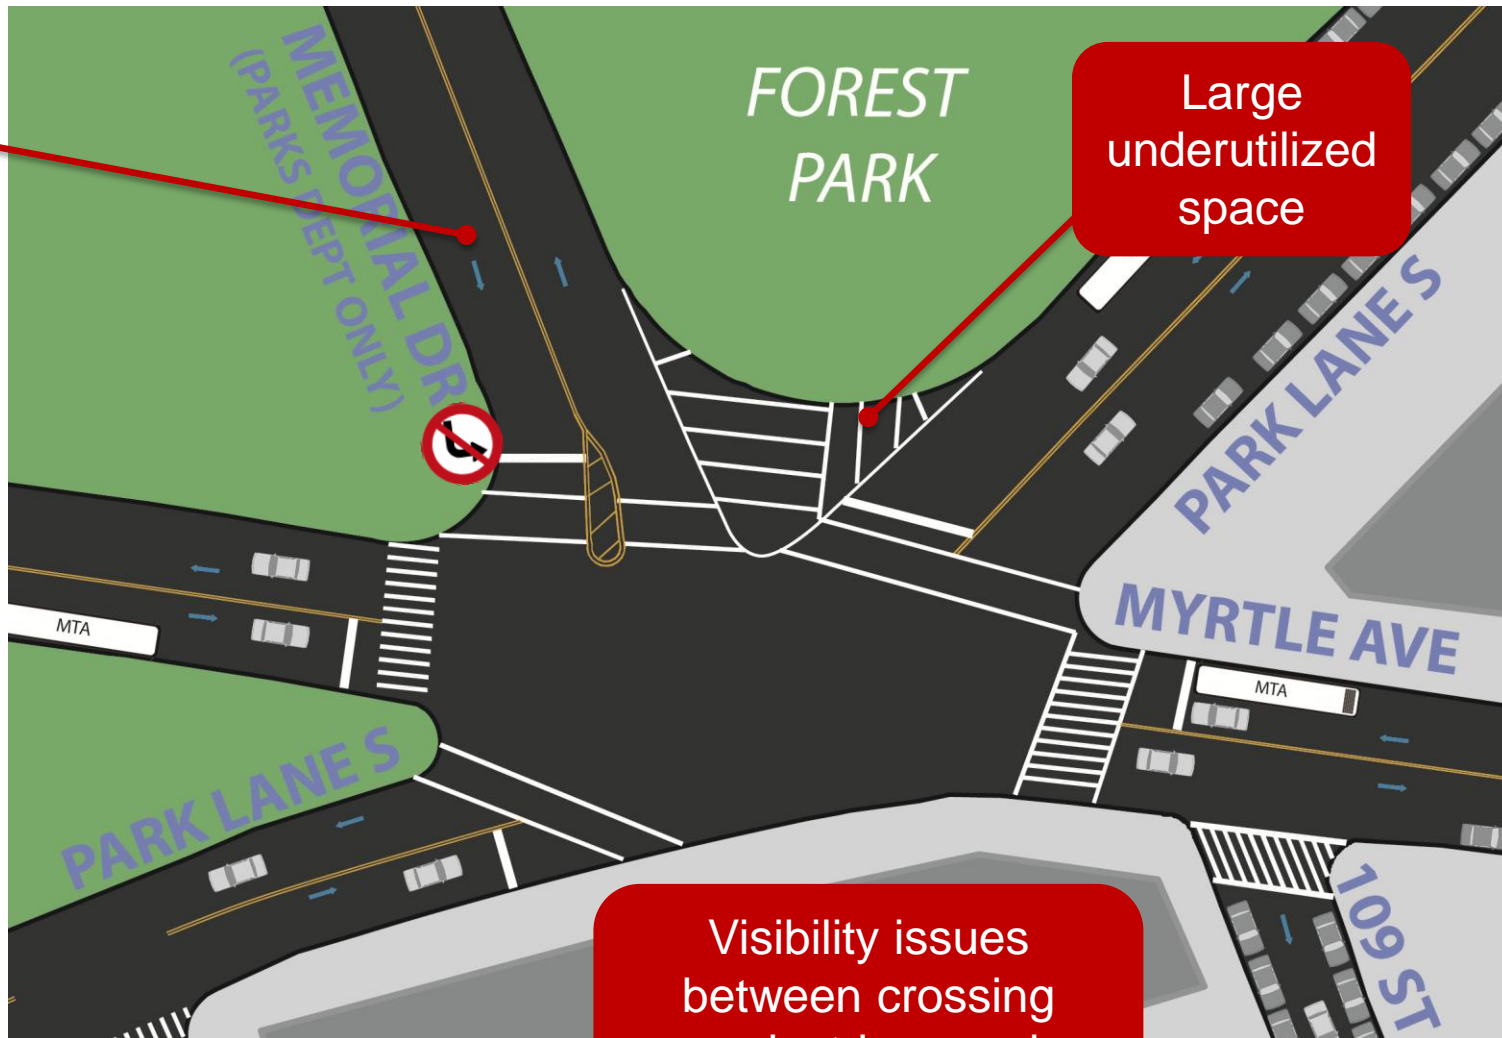 MEMORIAL DR
(PARKS DEPT ONLY)
FOREST
PARK
Large
underutilized
space
PARK LANE S
MYRTLE AVE
MTA
MTA
PARK LANE S
109 ST
Visibility issues
between crossing